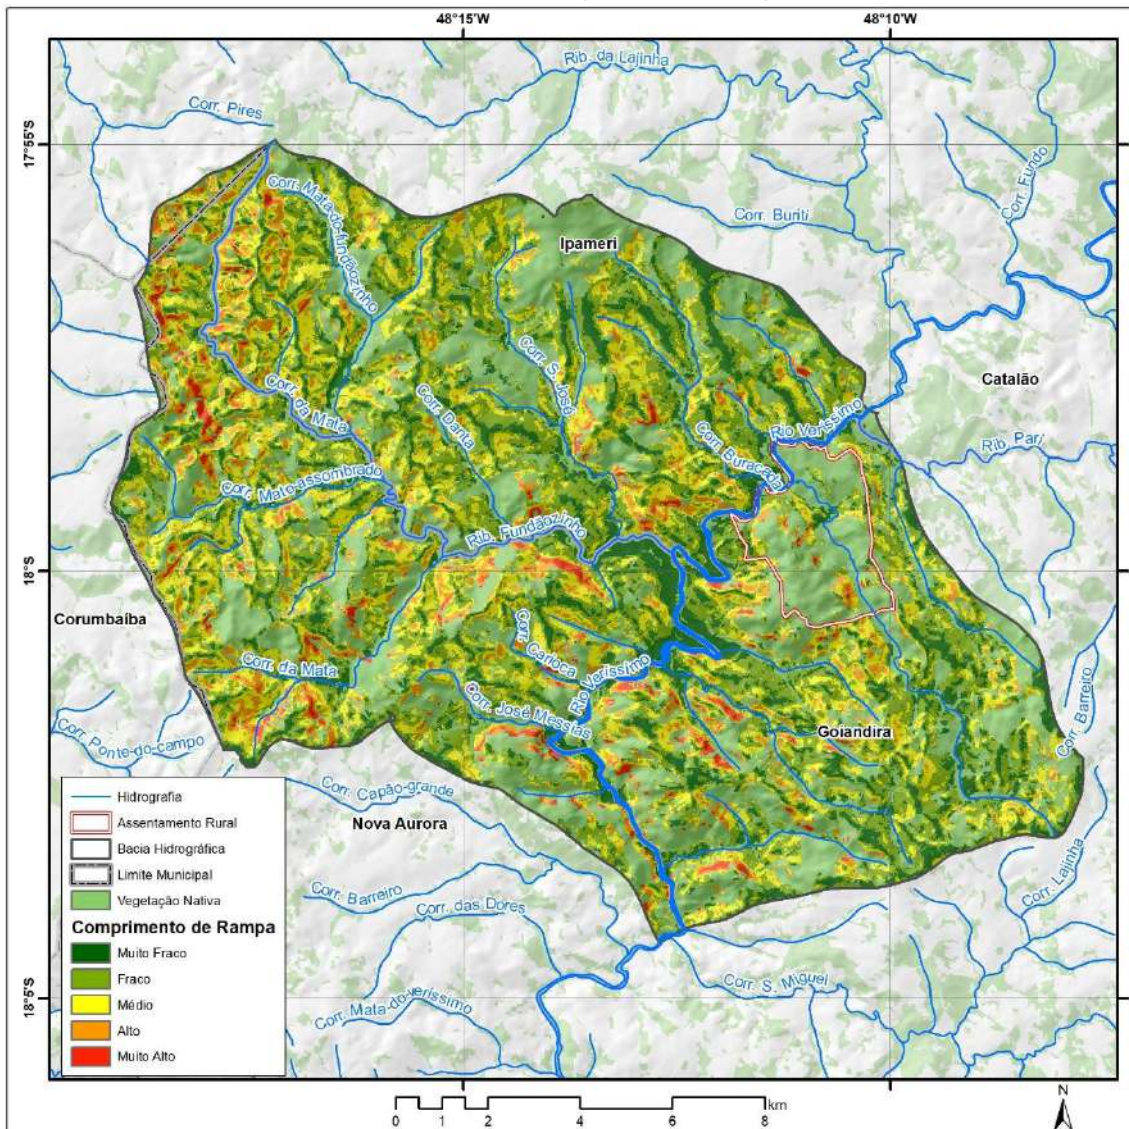 48°15'W
48°10'W
Rib. da Lajinha
Corr. Pires
17°55'S
Corr. Mata-do-fundãozinho
Corr. Fundo
Corr. Buriti
Ipameri
Corr. S. José
Catalão
Corr. da Mata
Corr. Danta
Rio Veríssimo
Corr. Buracada
Rib. Pari
Corr. Mato-assombrado
Rib. Fundãozinho
18°S
Corumbaíba
Corr. Carioca
Corr. da Mata
Rio Veríssimo
Corr. José Messias
Corr. Barreiro
Goiandira
Corr. Ponte-do-campo
Corr. Capão-grande
Nova Aurora
Corr. Lajinha
Corr. Barreiro
Corr. das Dores
Corr. S. Miguel
Corr. Mata-do-veríssimo
18°5'S
Hidrografia
Assentamento Rural
Bacia Hidrográfica
Limite Municipal
Vegetação Nativa
Comprimento de Rampa
Muito Fraco
Fraco
Médio
Alto
Muito Alto
0 1 2 4 6 8 km
N